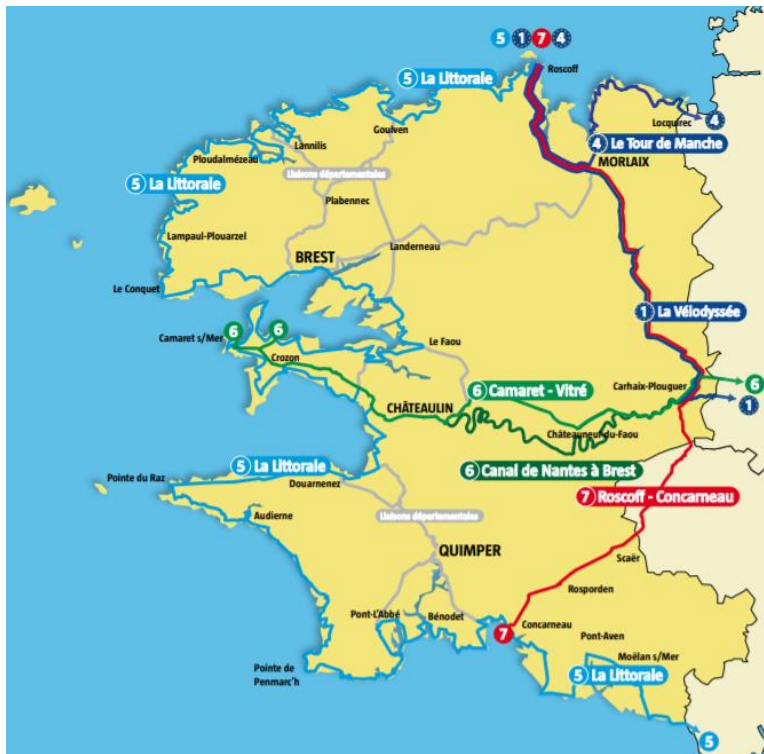 5 1 7 4
Roscoff
5 La Littorale
Locquirec
4
Goulven
4 Le Tour de Manche
Lannilis
MORLAIX
Ploudalmézeau
Liaisons départementales
5 La Littorale
Plabennec
Lampaul-Plouarzel
Landerneau
BREST
Le Conquet
1 La Vélodyssée
6
6
Camaret s/Mer
Le Faou
Crozon
6
Carhaix-Plouguer
6 Camaret - Vitré
1
CHÂTEAULIN
Châteauneuf-du-Faou
5 La Littorale
6 Canal de Nantes à Brest
Pointe du Raz
Douarnenez
7 Roscoff - Concarneau
Audierne
Liaisons départementales
QUIMPER
Scaër
Rosporden
Pont-L'Abbé
Bénodet
7
Concarneau
Pont-Aven
Moëlan s/Mer
Pointe de
Penmarc'h
5 La Littorale
5